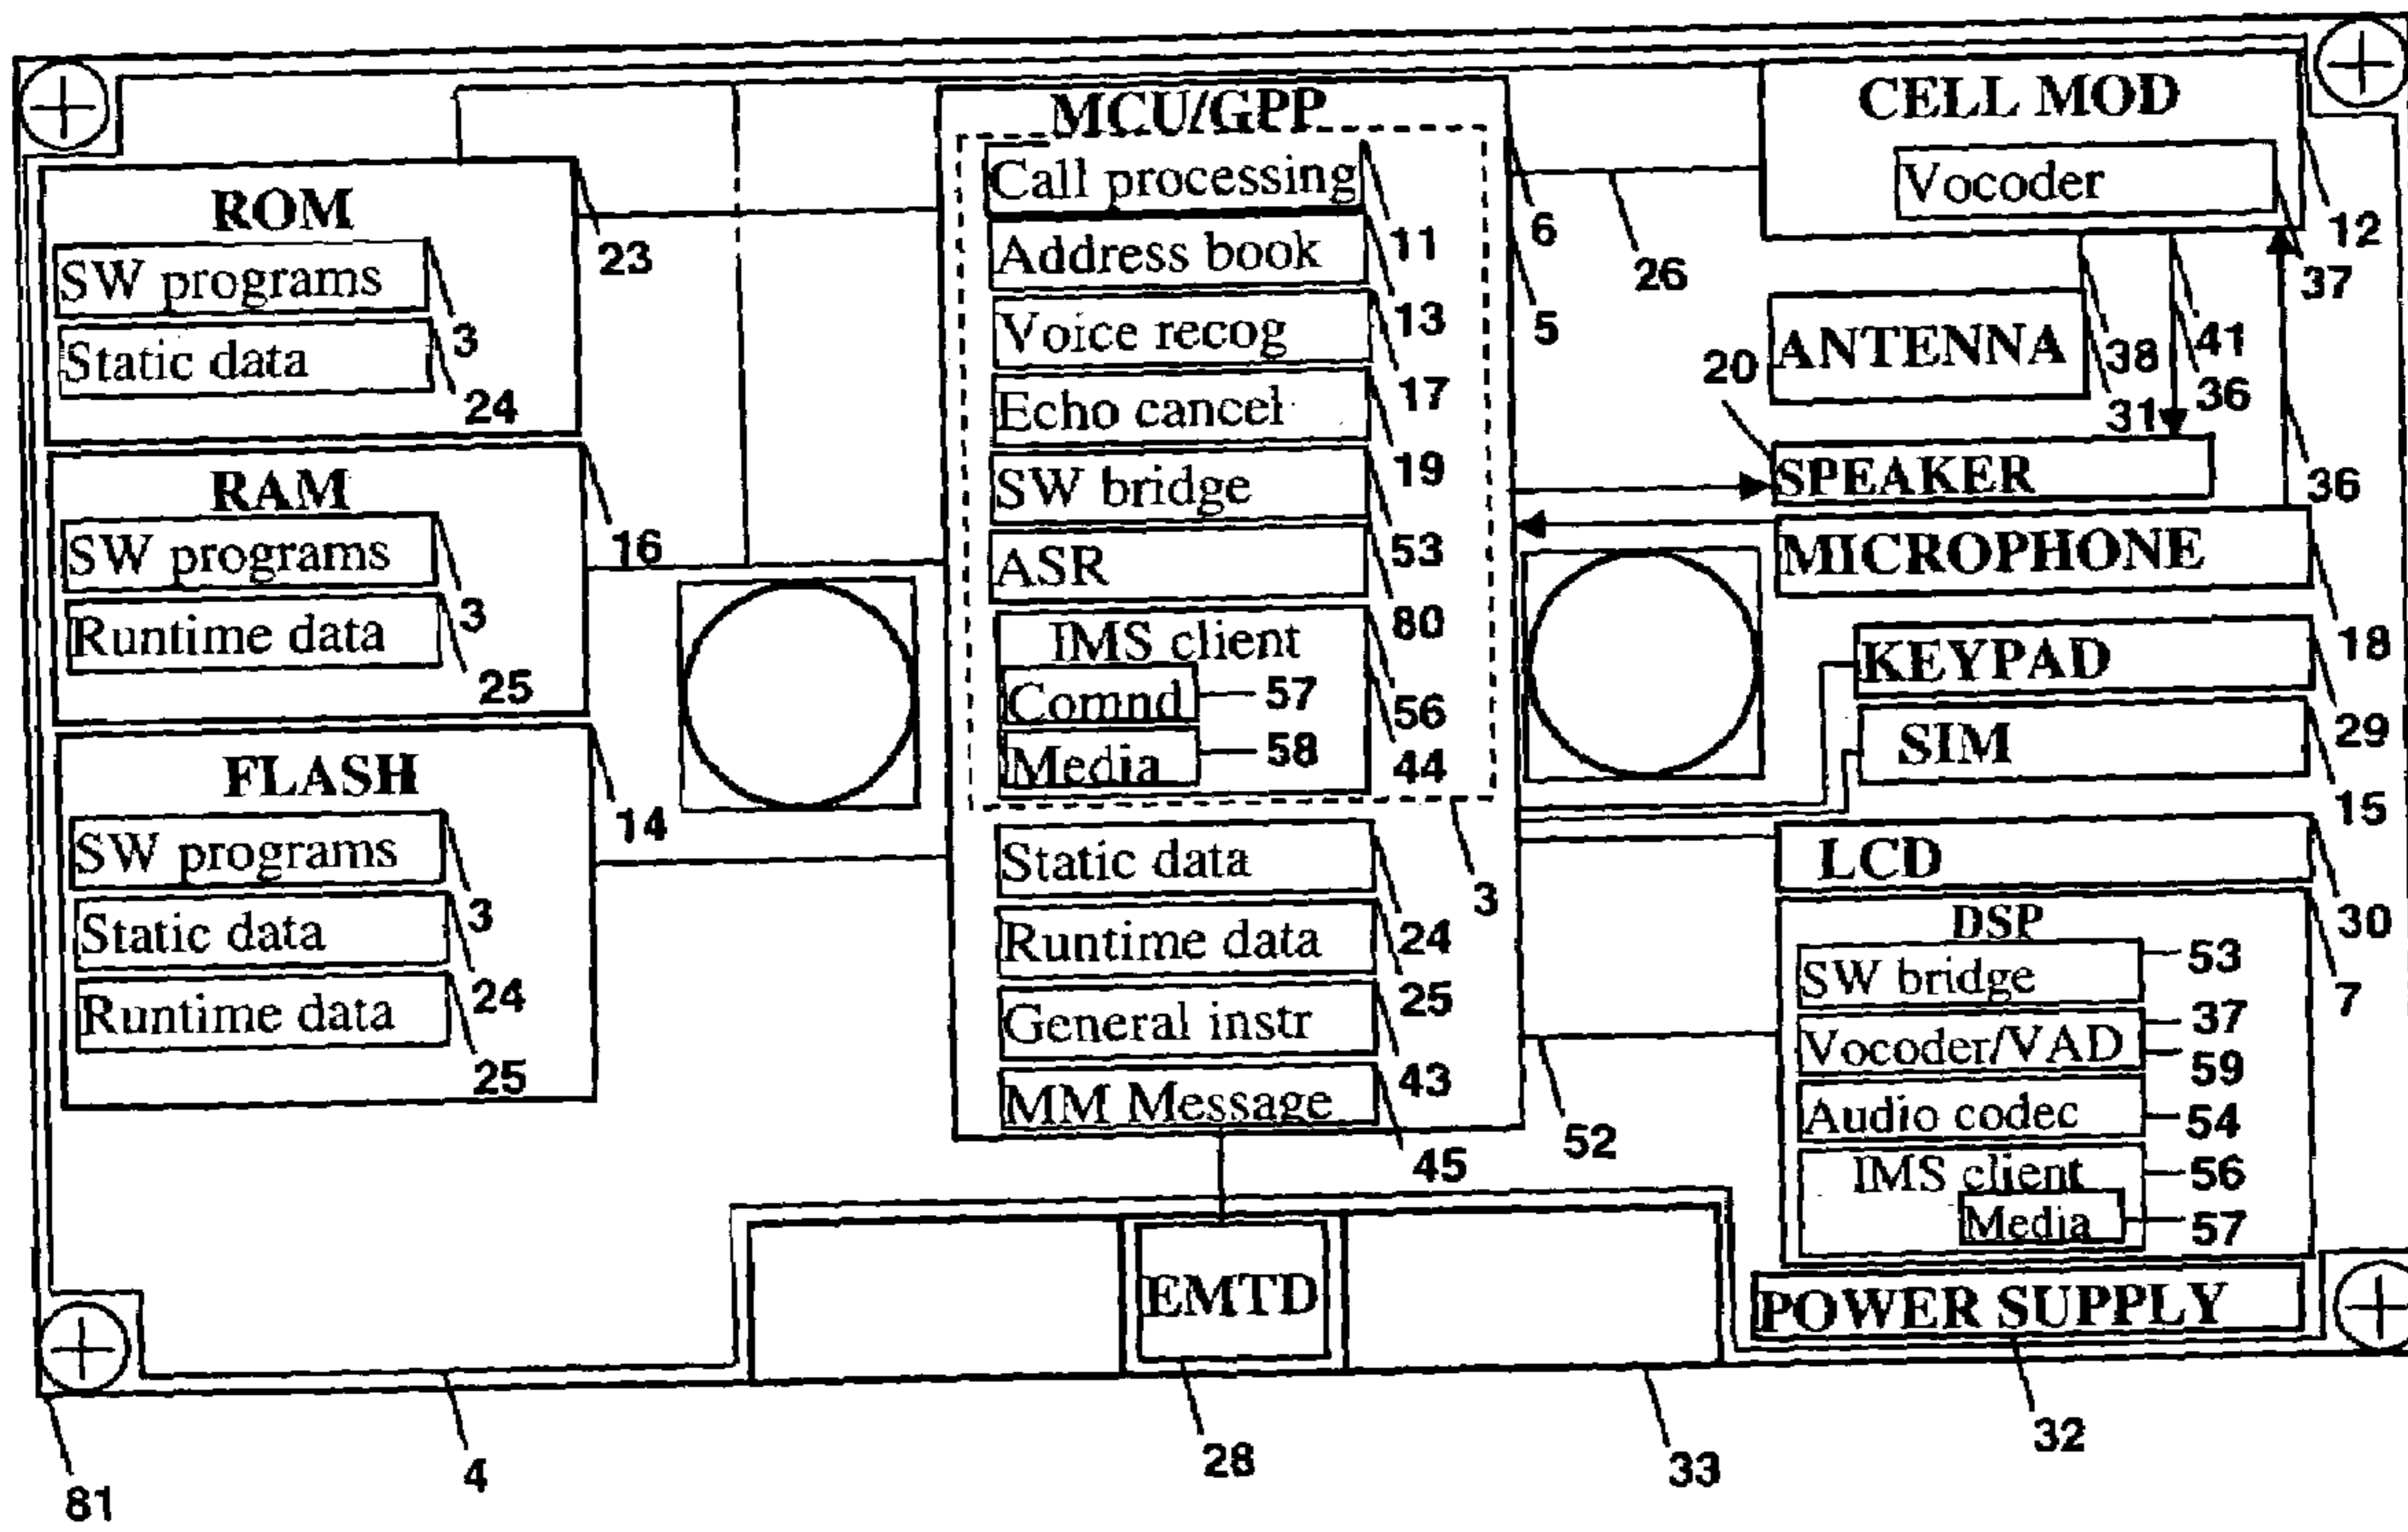 ROM
SW programs
3
Static data
24
23
RAM
SW programs
3
Runtime data
25
16
FLASH
SW programs
3
Static data
24
Runtime data
25
14
MCU/GPP
Call processing
11
Address book
13
Voice recog
17
Echo cancel
19
SW bridge
53
ASR
80
IMS client
56
Comnd
57
Media
58
44
3
Static data
24
Runtime data
25
General instr
43
MM Message
45
6
5
26
CELL MOD
Vocoder
12
37
ANTENNA
38
31
41
36
20
SPEAKER
36
MICROPHONE
18
KEYPAD
29
SIM
15
LCD
30
DSP
7
SW bridge
53
Vocoder/VAD
37
59
Audio codec
54
IMS client
56
Media
57
52
POWER SUPPLY
32
EMTD
28
33
4
81